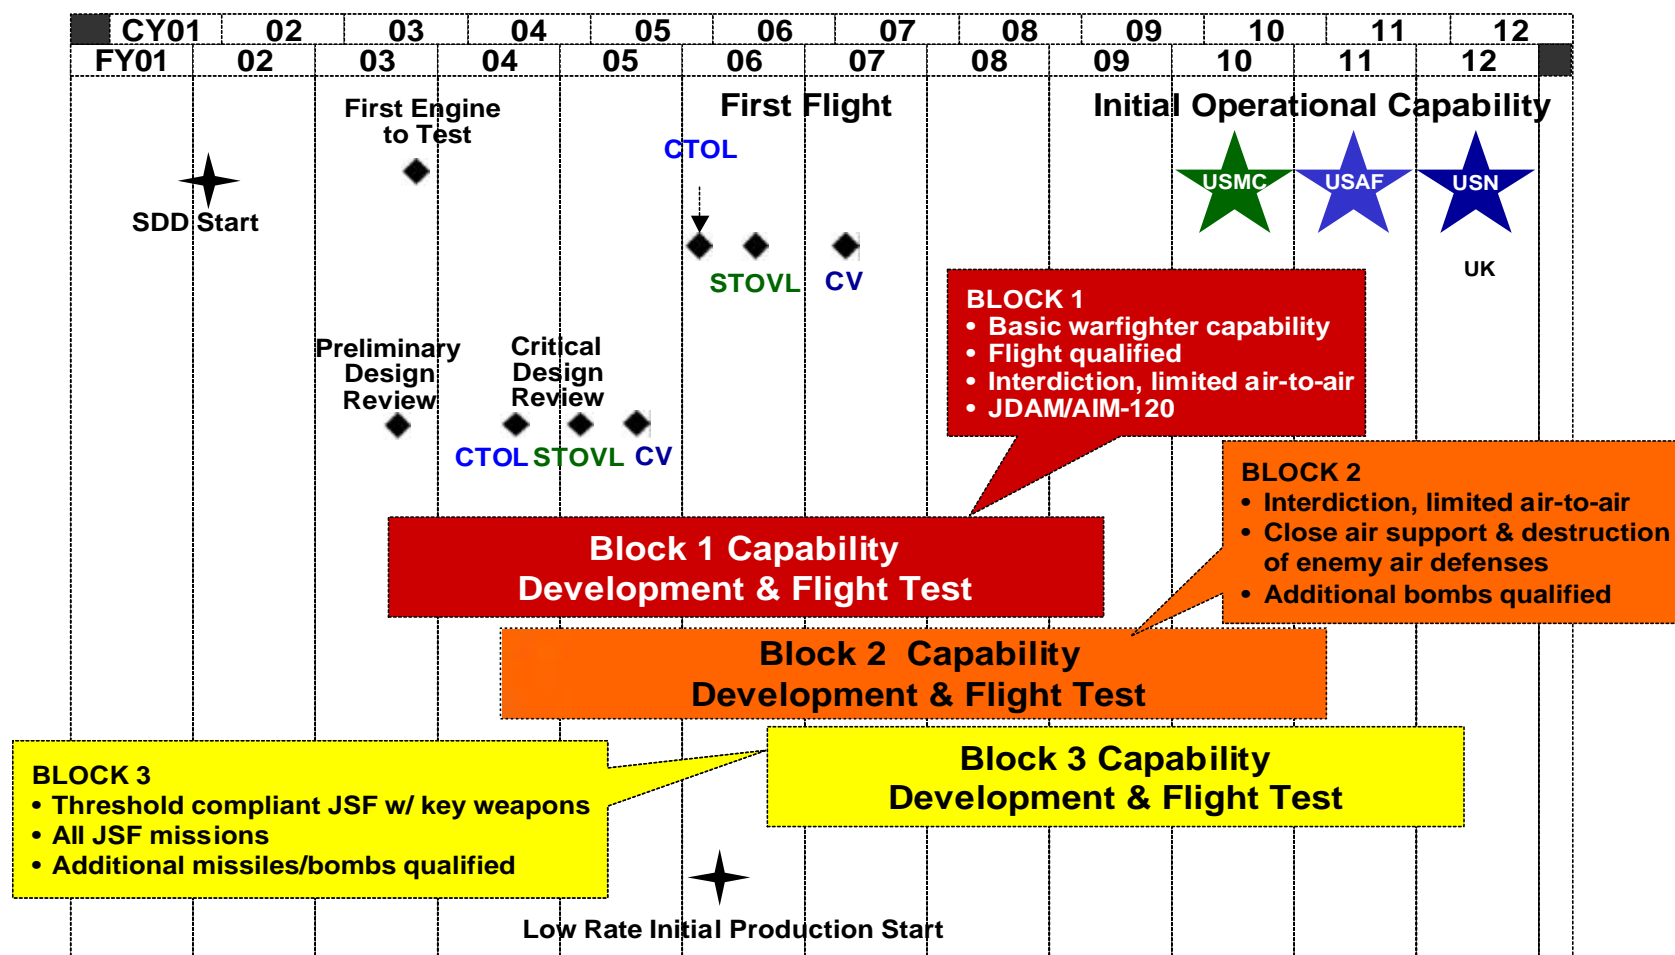 CY01 02 03 04 05 06 07 08 09 10 11 12
FY01 02 03 04 05 06 07 08 09 10 11 12
First Engine
to Test
First Flight
Initial Operational Capability
CTOL
USMC
USAF
USN
SDD Start
STOVL
CV
UK
Preliminary
Design
Review
Critical
Design
Review
CTOL
STOVL
CV
BLOCK 1
• Basic warfighter capability
• Flight qualified
• Interdiction, limited air-to-air
• JDAM/AIM-120
BLOCK 2
• Interdiction, limited air-to-air
• Close air support & destruction
of enemy air defenses
• Additional bombs qualified
Block 1 Capability
Development & Flight Test
Block 2 Capability
Development & Flight Test
Block 3 Capability
Development & Flight Test
BLOCK 3
• Threshold compliant JSF w/ key weapons
• All JSF missions
• Additional missiles/bombs qualified
Low Rate Initial Production Start